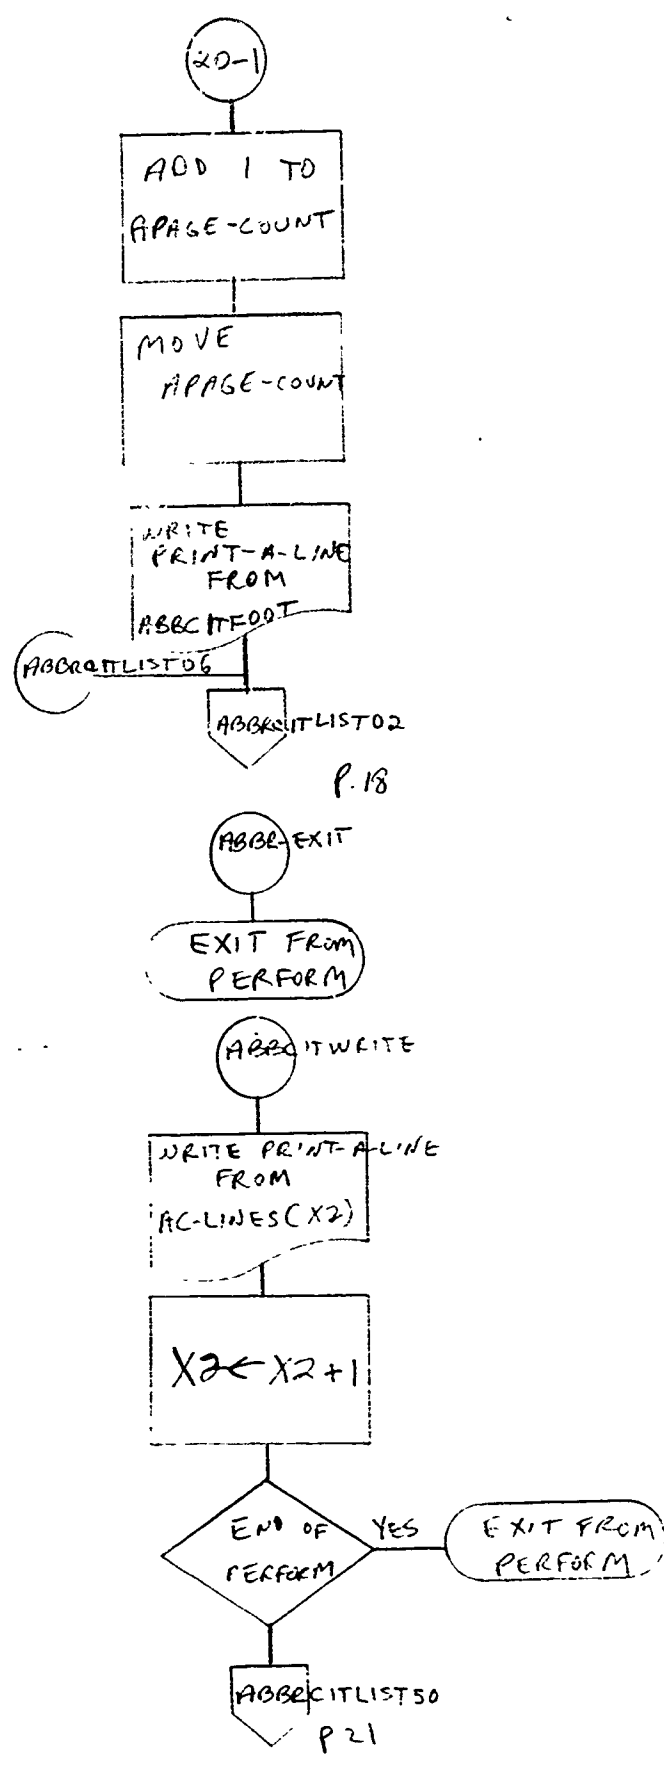 20-1
ADD 1 TO
APAGE-COUNT
MOVE
APAGE-COUNT
WRITE
PRINT-A-LINE
FROM
ABBCITFOOT
ABBRCITLIST06
ABBRCITLIST02
P. 18
ABBR-EXIT
EXIT FROM
PERFORM
ABBCITWRITE
WRITE PRINT-A-LINE
FROM
AC-LINES(X2)
X2←X2+1
END OF
PERFORM
YES
EXIT FROM
PERFORM
ABBRCITLIST50
P 21